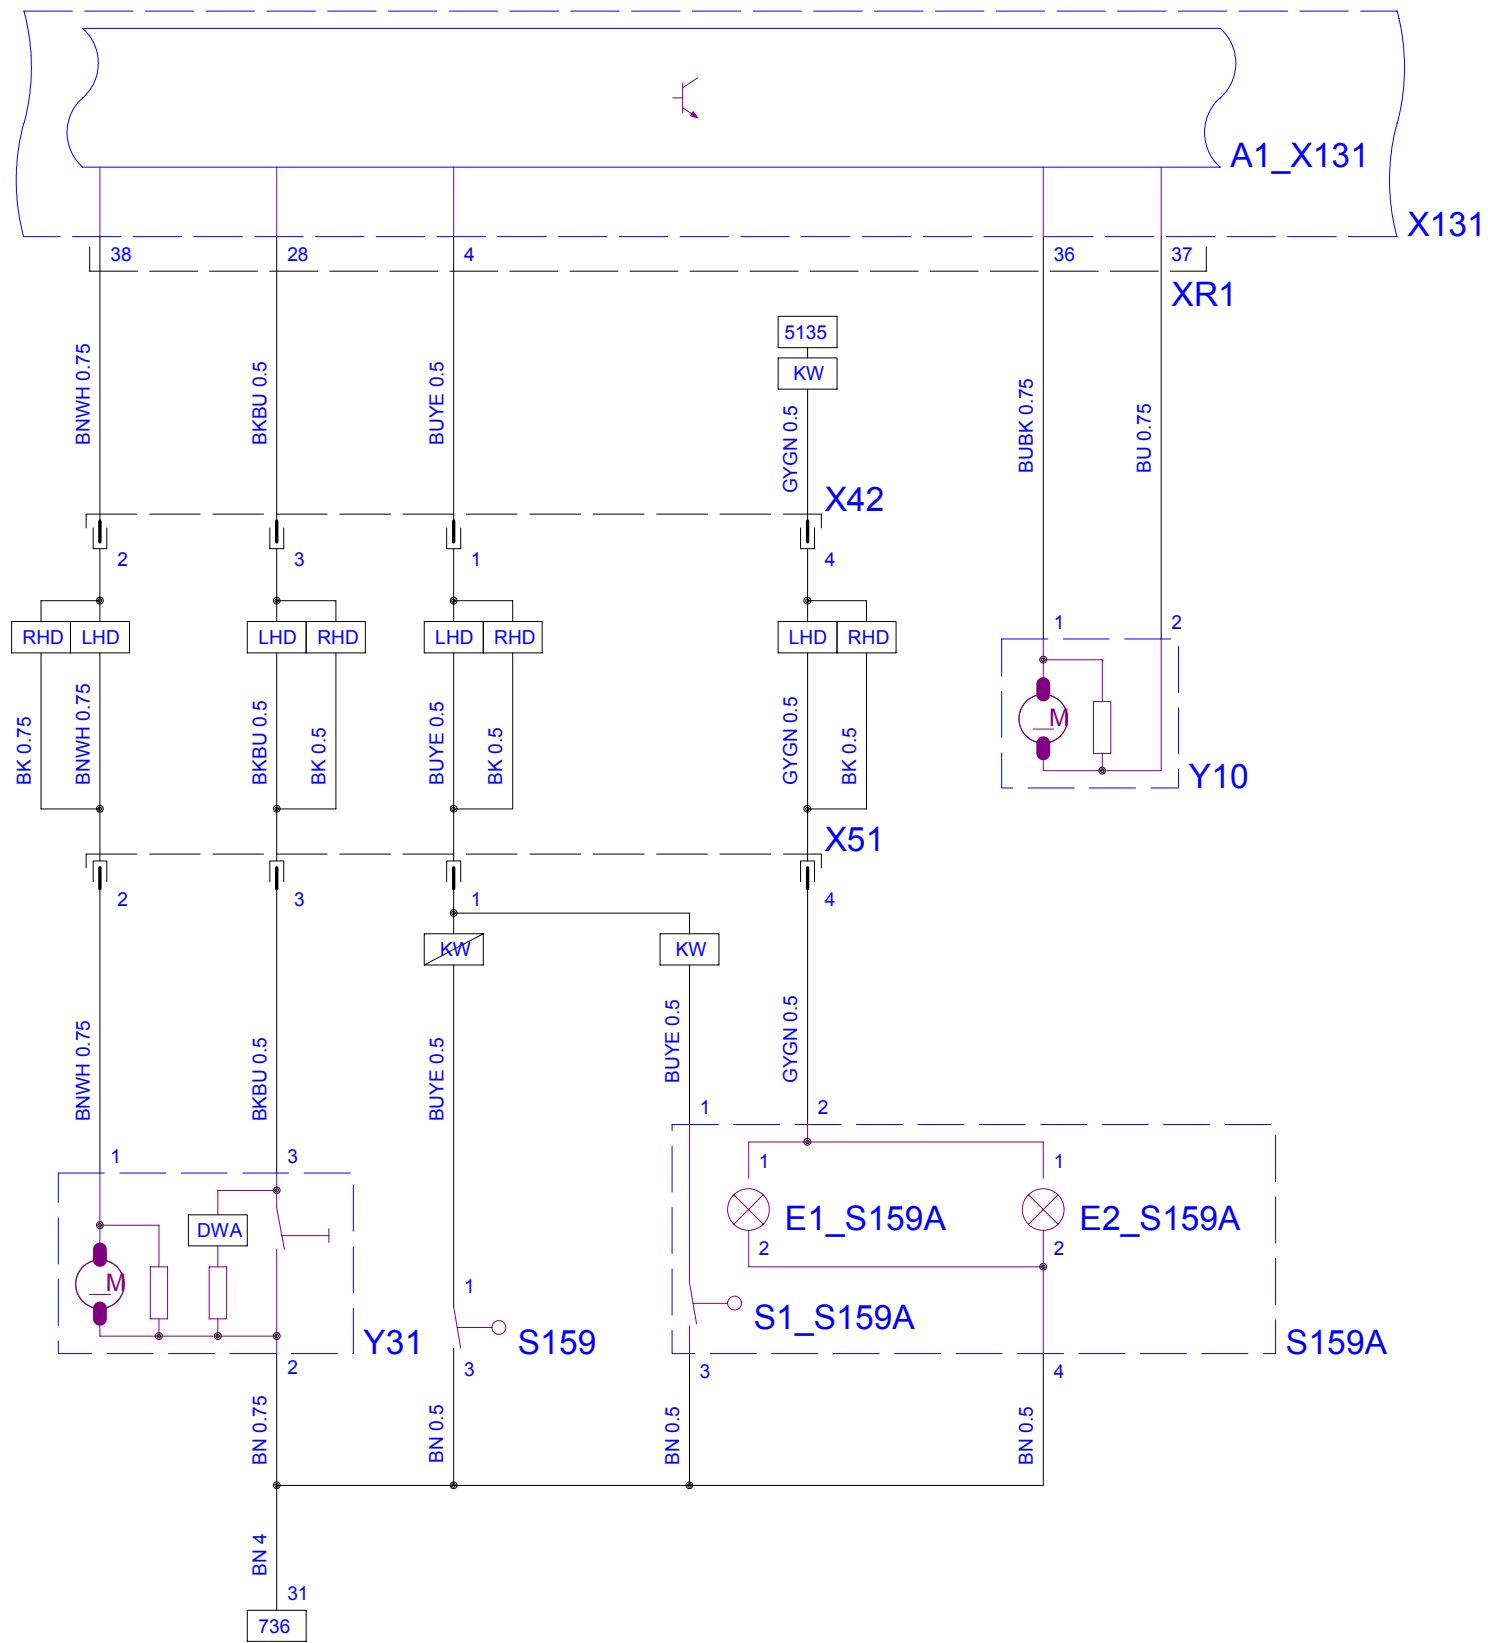 A1_X131
X131
38 28 4 36 37
XR1
5135
KW
BNWH 0.75
BKBU 0.5
BUYE 0.5
GYGN 0.5
BUBK 0.75
BU 0.75
X42
2 3 1 4
RHD LHD LHD RHD LHD RHD LHD RHD
1 2
BK 0.75
BNWH 0.75
BKBU 0.5
BK 0.5
BUYE 0.5
BK 0.5
GYGN 0.5
BK 0.5
M
Y10
X51
2 3 1 4
KW KW
BNWH 0.75
BKBU 0.5
BUYE 0.5
BUYE 0.5
GYGN 0.5
1 2
1 3
1 1
DWA
E1_S159A
E2_S159A
2 2
M
1
S1_S159A
Y31
S159
S159A
2 3 3 4
BN 0.75
BN 0.5
BN 0.5
BN 0.5
BN 4
31
736